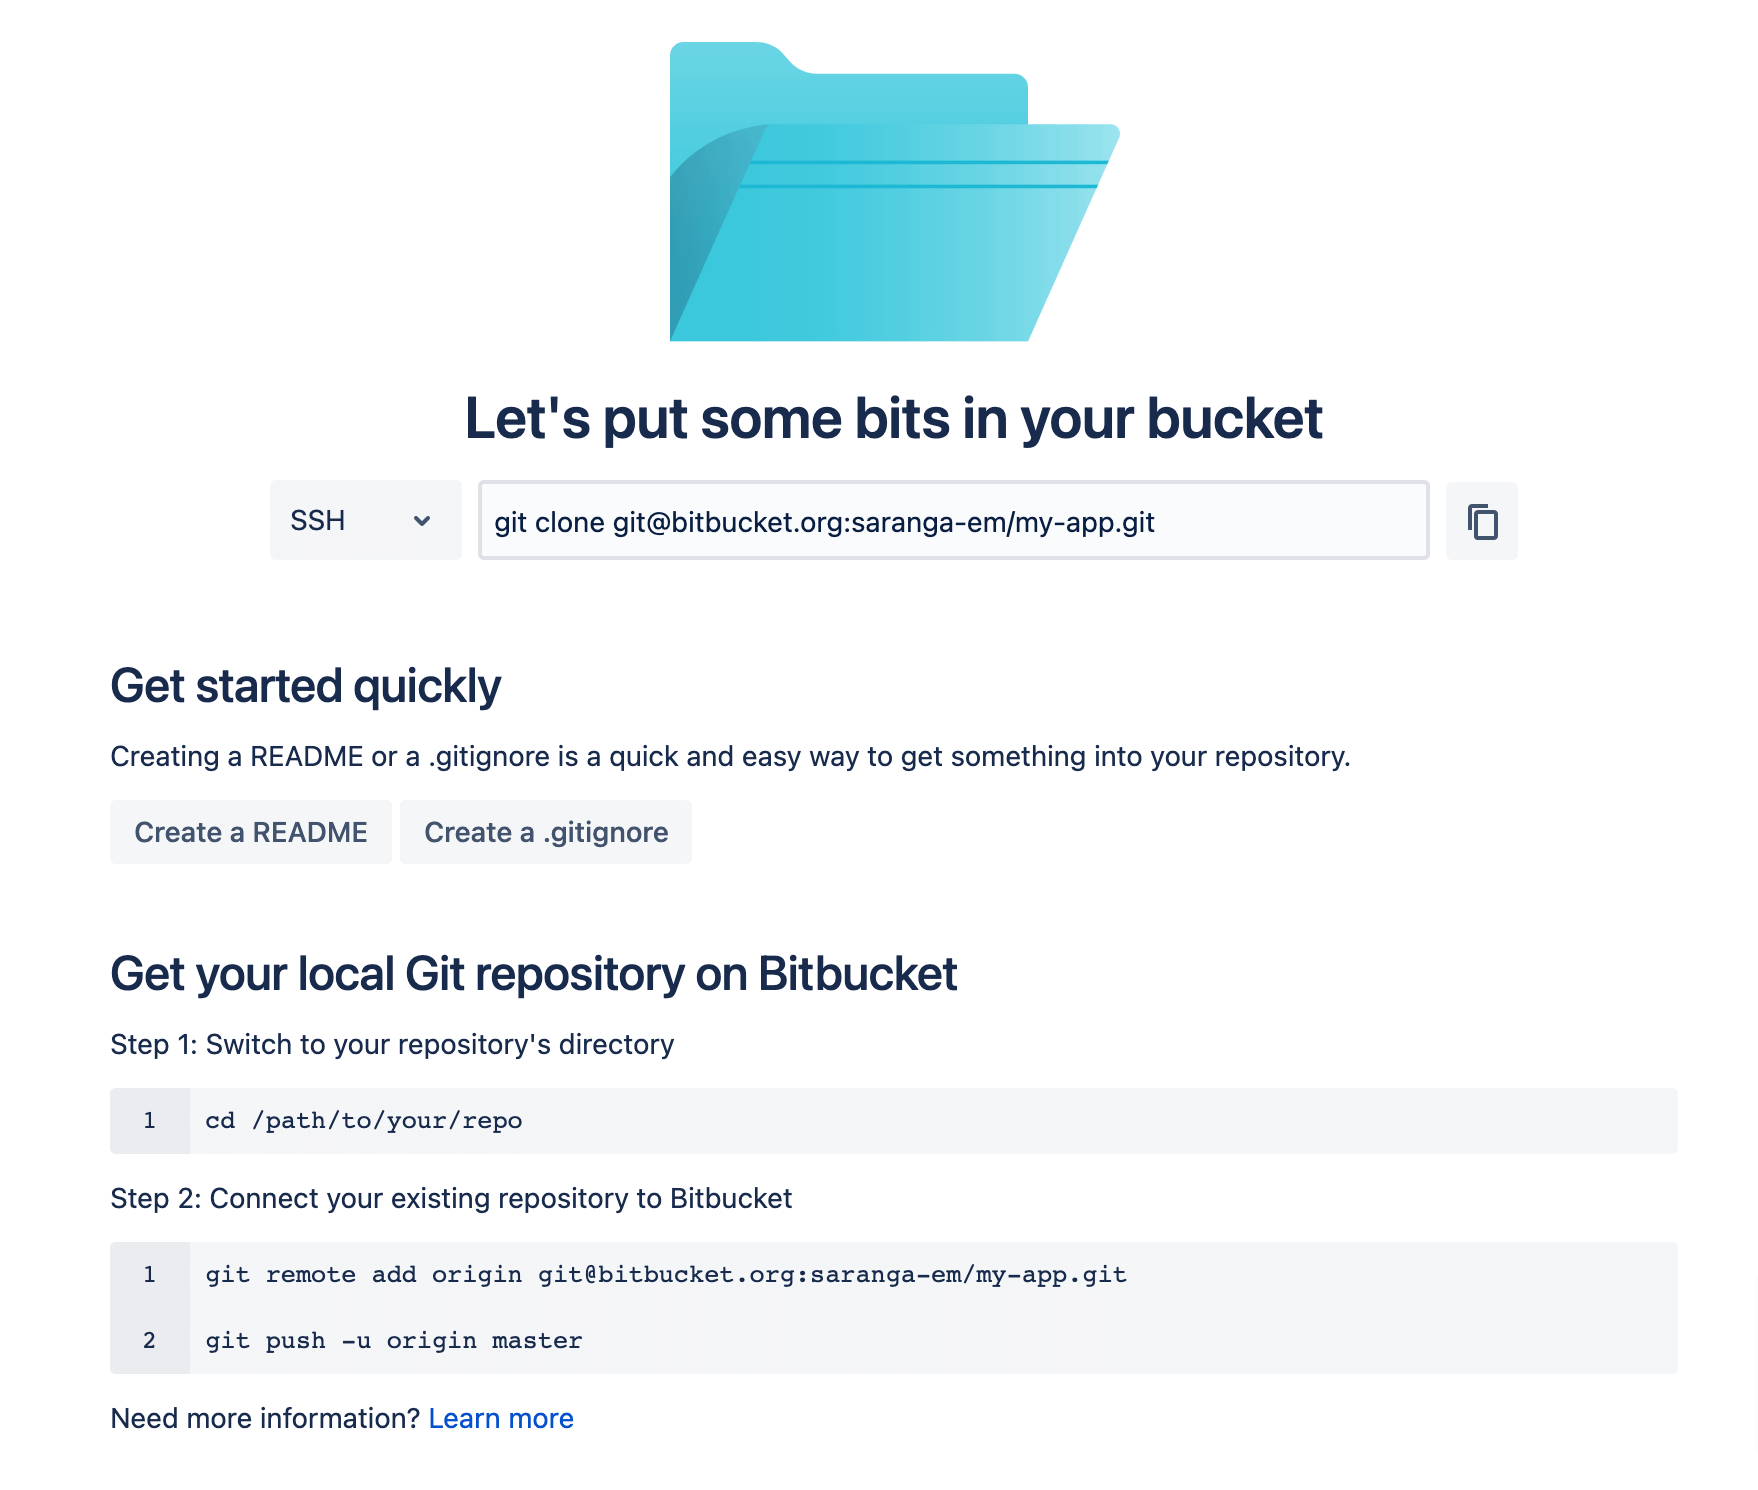 Let's put some bits in your bucket
SSH
git clone git@bitbucket.org:saranga-em/my-app.git
Get started quickly
Creating a README or a .gitignore is a quick and easy way to get something into your repository.
Create a README
Create a .gitignore
Get your local Git repository on Bitbucket
Step 1: Switch to your repository's directory
1 cd /path/to/your/repo
Step 2: Connect your existing repository to Bitbucket
1 git remote add origin git@bitbucket.org:saranga-em/my-app.git
2 git push -u origin master
Need more information? Learn more